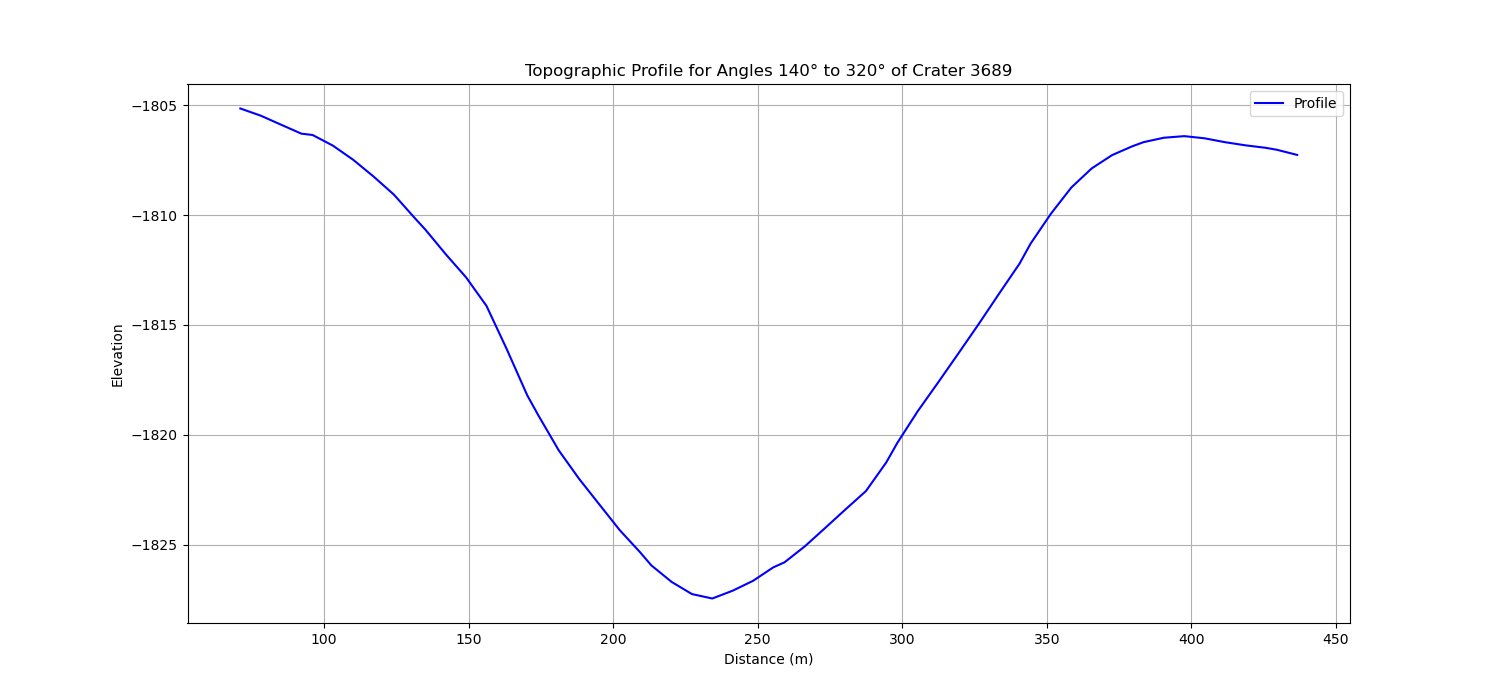 Topographic Profile for Angles 140° to 320° of Crater 3689
Profile
−1805
−1810
−1815
−1820
−1825
Elevation
100 150 200 250 300 350 400 450
Distance (m)